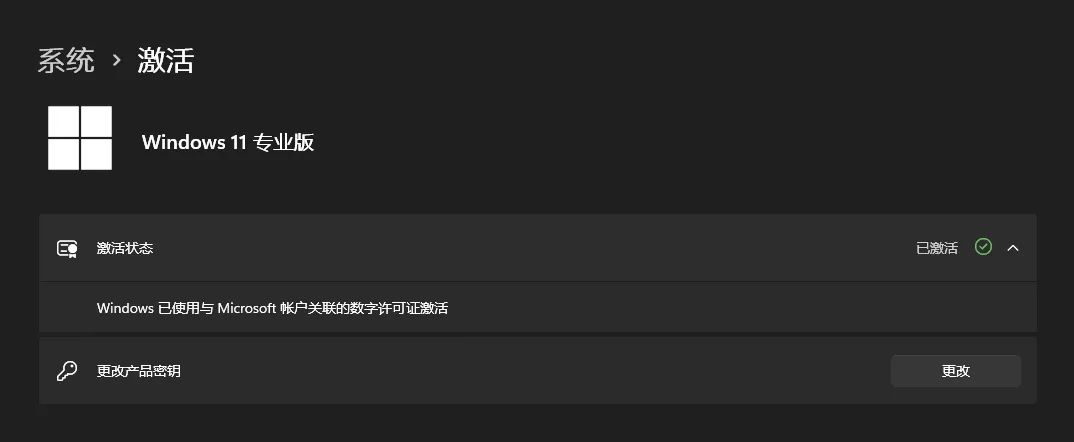 系统 > 激活
Windows 11 专业版
激活状态 已激活
Windows 已使用与 Microsoft 帐户关联的数字许可证激活
更改产品密钥 更改